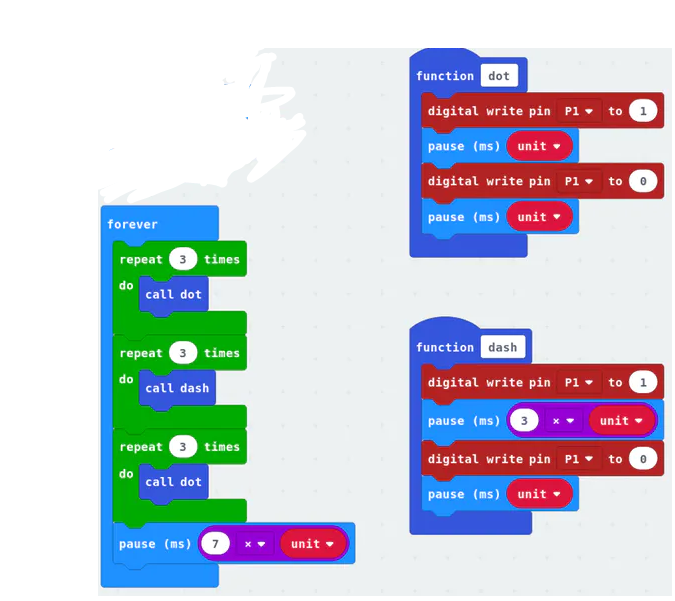 function dot
digital write pin P1 to 1
pause (ms) unit
digital write pin P1 to 0
pause (ms) unit
forever
repeat 3 times
do
call dot
repeat 3 times
do
call dash
repeat 3 times
do
call dot
pause (ms) 7 × unit
function dash
digital write pin P1 to 1
pause (ms) 3 × unit
digital write pin P1 to 0
pause (ms) unit